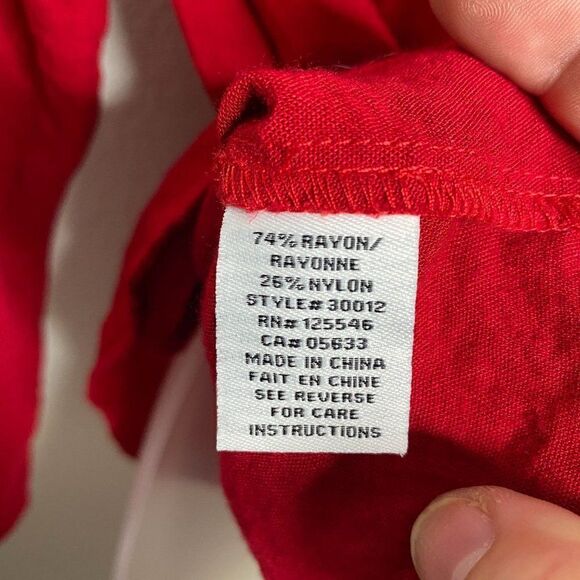 74% RAYON/
RAYONNE
26% NYLON
STYLE# 30012
RN# 125546
CA# 05633
MADE IN CHINA
FAIT EN CHINE
SEE REVERSE
FOR CARE
INSTRUCTIONS